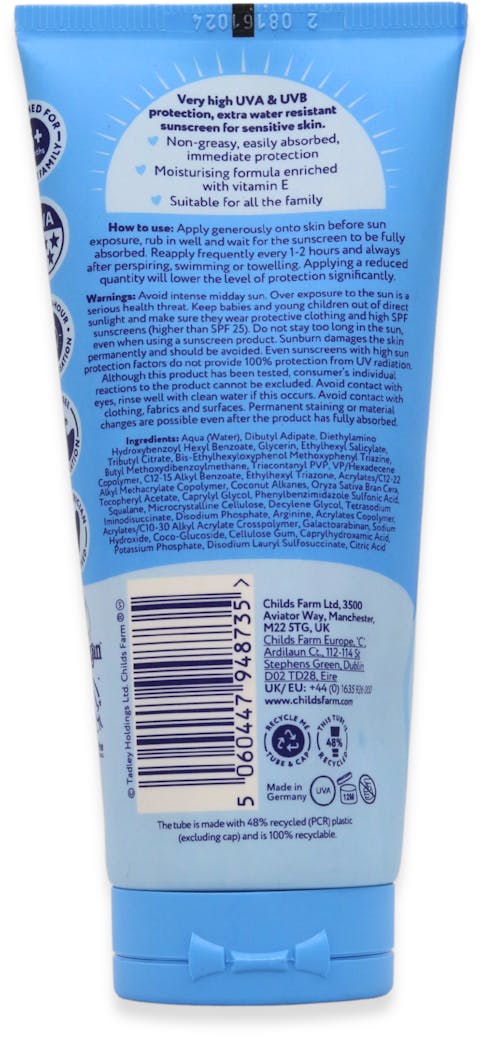 2 08161024
Very high UVA & UVB
protection, extra water resistant
sunscreen for sensitive skin.
Non-greasy, easily absorbed,
immediate protection
Moisturising formula enriched
with vitamin E
Suitable for all the family
How to use: Apply generously onto skin before sun
exposure, rub in well and wait for the sunscreen to be fully
absorbed. Reapply frequently every 1-2 hours and always
after perspiring, swimming or towelling. Applying a reduced
quantity will lower the level of protection significantly.
Warnings: Avoid intense midday sun. Over exposure to the sun is a
serious health threat. Keep babies and young children out of direct
sunlight and make sure they wear protective clothing and high SPF
sunscreens (higher than SPF 25). Do not stay too long in the sun,
even when using a sunscreen product. Sunburn damages the skin
permanently and should be avoided. Even sunscreens with high sun
protection factors do not provide 100% protection from UV radiation.
Although this product has been tested, consumer's individual
reactions to the product cannot be excluded. Avoid contact with
eyes, rinse well with clean water if this occurs. Avoid contact with
clothing, fabrics and surfaces. Permanent staining or material
changes are possible even after the product has fully absorbed.
Ingredients: Aqua (Water), Dibutyl Adipate, Diethylamino
Hydroxybenzoyl Hexyl Benzoate, Glycerin, Ethylhexyl Salicylate,
Tributyl Citrate, Bis-Ethylhexyloxyphenol Methoxyphenyl Triazine,
Butyl Methoxydibenzoylmethane, Triacontanyl PVP, VP/Hexadecene
Copolymer, C12-15 Alkyl Benzoate, Ethylhexyl Triazone, Acrylates/C12-22
Alkyl Methacrylate Copolymer, Coconut Alkanes, Oryza Sativa Bran Cera,
Tocopheryl Acetate, Caprylyl Glycol, Phenylbenzimidazole Sulfonic Acid,
Squalane, Microcrystalline Cellulose, Decylene Glycol, Tetrasodium
Iminodisuccinate, Disodium Phosphate, Arginine, Acrylates Copolymer,
Acrylates/C10-30 Alkyl Acrylate Crosspolymer, Galactoarabinan, Sodium
Hydroxide, Coco-Glucoside, Cellulose Gum, Caprylhydroxamic Acid,
Potassium Phosphate, Disodium Lauryl Sulfosuccinate, Citric Acid
© Tadley Holdings Ltd. Childs Farm ®
5 060447 948735 >
Childs Farm Ltd, 3500
Aviator Way, Manchester,
M22 5TG, UK
Childs Farm Europe, 'C',
Ardilaun Ct., 112-114 St
Stephens Green, Dublin
D02 TD28, Eire
UK/ EU: +44 (0) 1635 926 000
www.childsfarm.com
RECYCLE ME
TUBE & CAP
THIS TUBE IS
48%
RECYCLED
Made in
Germany
UVA
12M
The tube is made with 48% recycled (PCR) plastic
(excluding cap) and is 100% recyclable.